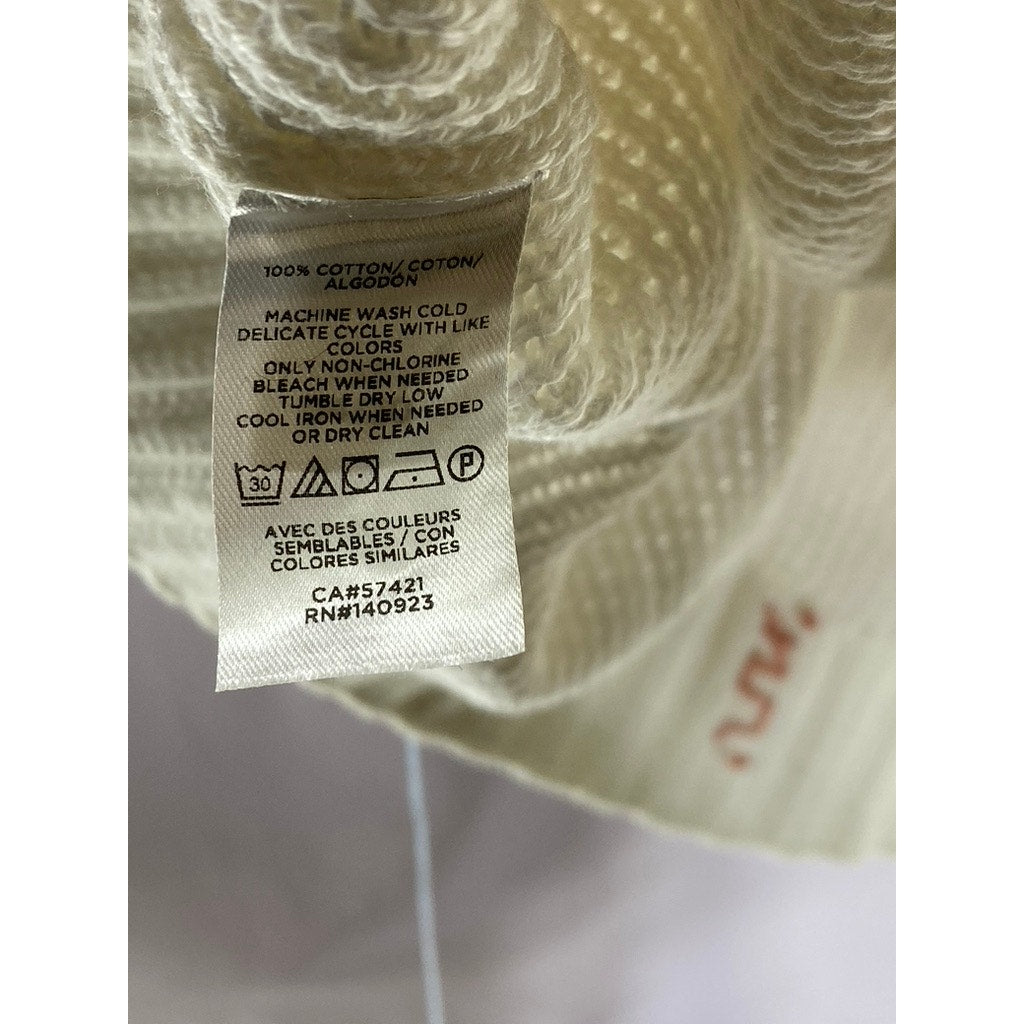 100% COTTON/ COTON/
ALGODÓN
MACHINE WASH COLD
DELICATE CYCLE WITH LIKE
COLORS
ONLY NON-CHLORINE
BLEACH WHEN NEEDED
TUMBLE DRY LOW
COOL IRON WHEN NEEDED
OR DRY CLEAN
30 P
AVEC DES COULEURS
SEMBLABLES / CON
COLORES SIMILARES
CA#57421
RN#140923